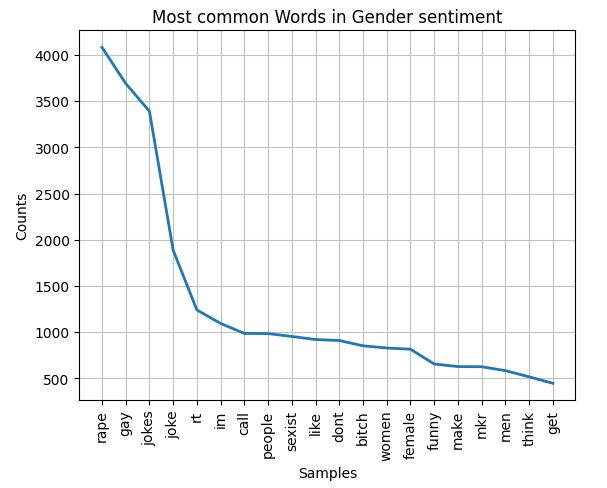 Most common Words in Gender sentiment
4000
3500
3000
2500
2000
1500
1000
500
Counts
rape
gay
jokes
joke
rt
im
call
people
sexist
like
dont
bitch
women
female
funny
make
mkr
men
think
get
Samples